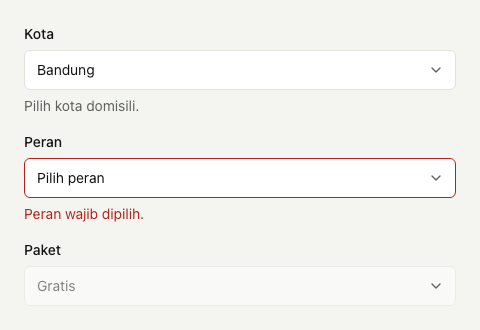 Kota
Bandung
Pilih kota domisili.
Peran
Pilih peran
Peran wajib dipilih.
Paket
Gratis